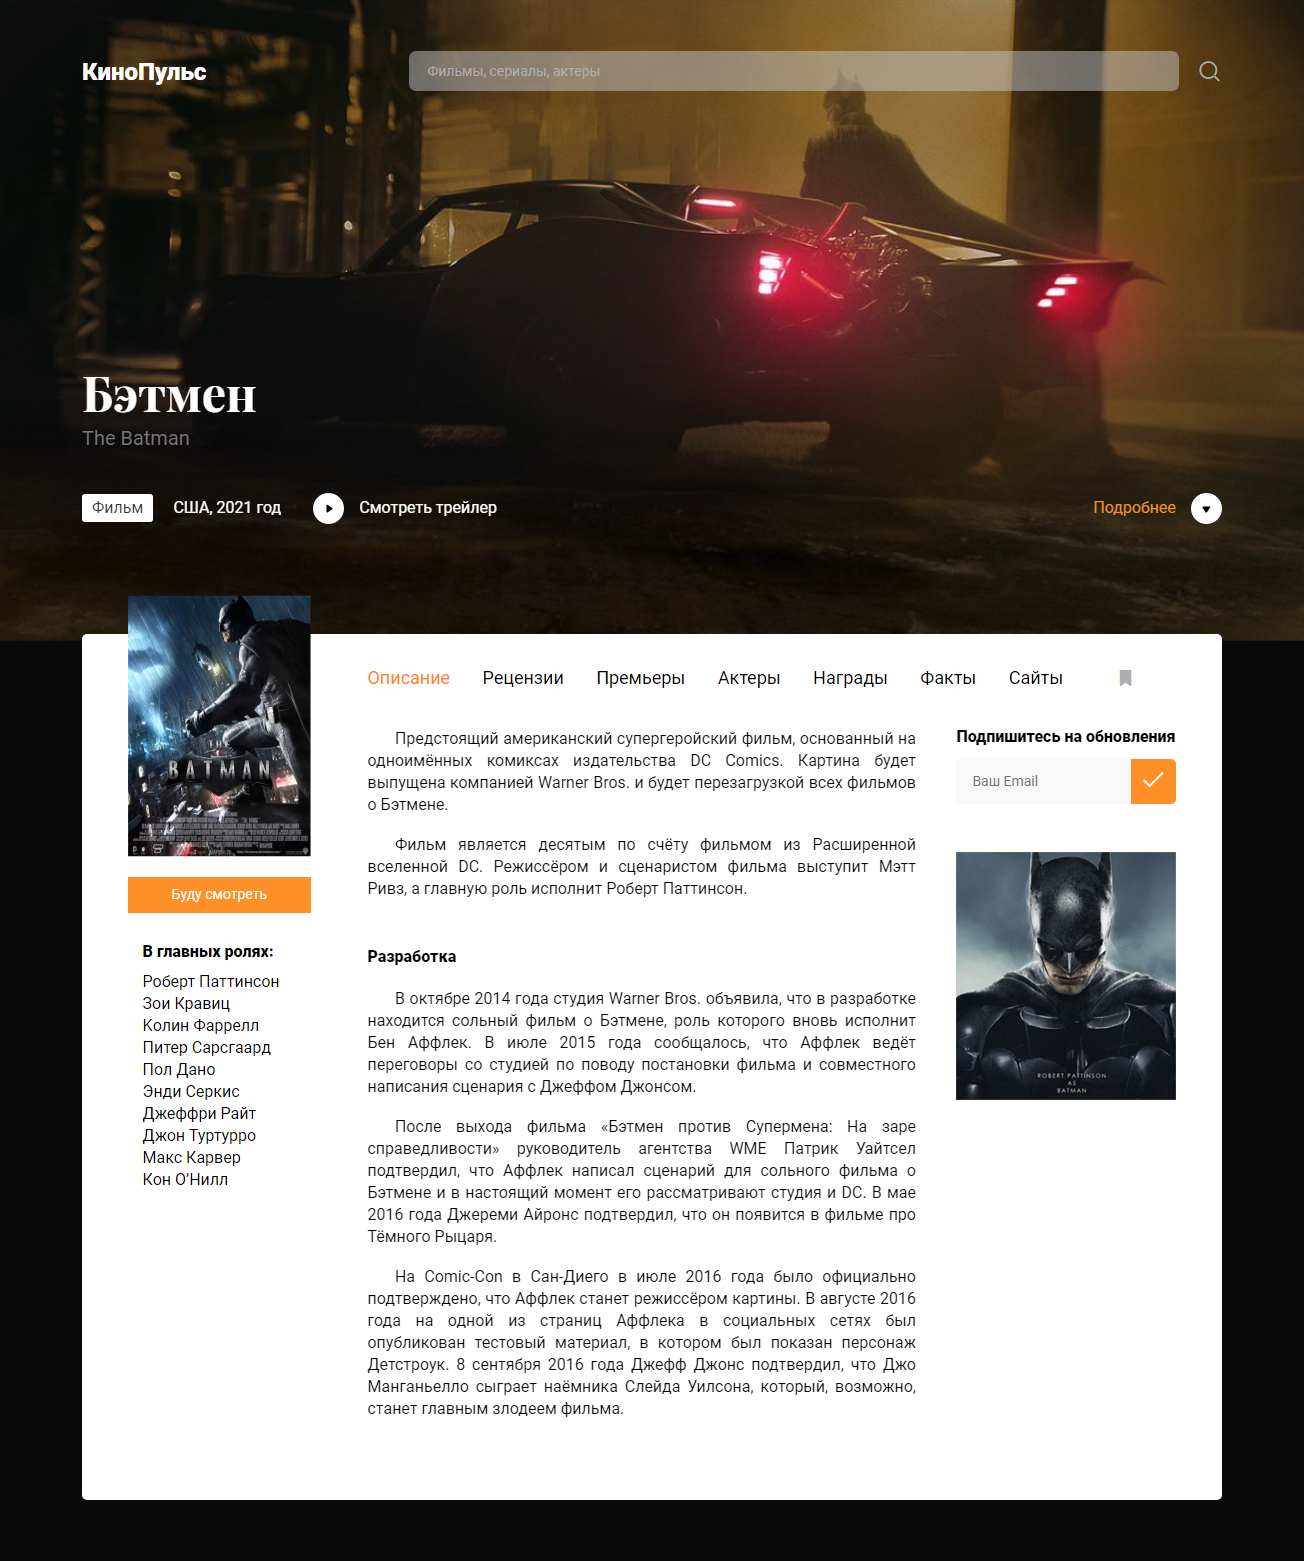 КиноПульс
Фильмы, сериалы, актеры
Бэтмен
The Batman
Фильм
США, 2021 год
Смотреть трейлер
Подробнее
THE
BATMAN
Буду смотреть
В главных ролях:
Роберт Паттинсон
Зои Кравиц
Колин Фаррелл
Питер Сарсгаард
Пол Дано
Энди Серкис
Джеффри Райт
Джон Туртурро
Макс Карвер
Кон О’Нилл
Описание Рецензии Премьеры Актеры Награды Факты Сайты
Предстоящий американский супергеройский фильм, основанный на
одноимённых комиксах издательства DC Comics. Картина будет
выпущена компанией Warner Bros. и будет перезагрузкой всех фильмов
о Бэтмене.
Фильм является десятым по счёту фильмом из Расширенной
вселенной DC. Режиссёром и сценаристом фильма выступит Мэтт
Ривз, а главную роль исполнит Роберт Паттинсон.
Разработка
В октябре 2014 года студия Warner Bros. объявила, что в разработке
находится сольный фильм о Бэтмене, роль которого вновь исполнит
Бен Аффлек. В июле 2015 года сообщалось, что Аффлек ведёт
переговоры со студией по поводу постановки фильма и совместного
написания сценария с Джеффом Джонсом.
После выхода фильма «Бэтмен против Супермена: На заре
справедливости» руководитель агентства WME Патрик Уайтсел
подтвердил, что Аффлек написал сценарий для сольного фильма о
Бэтмене и в настоящий момент его рассматривают студия и DC. В мае
2016 года Джереми Айронс подтвердил, что он появится в фильме про
Тёмного Рыцаря.
На Comic-Con в Сан-Диего в июле 2016 года было официально
подтверждено, что Аффлек станет режиссёром картины. В августе 2016
года на одной из страниц Аффлека в социальных сетях был
опубликован тестовый материал, в котором был показан персонаж
Детстроук. 8 сентября 2016 года Джефф Джонс подтвердил, что Джо
Манганьелло сыграет наёмника Слейда Уилсона, который, возможно,
станет главным злодеем фильма.
Подпишитесь на обновления
Ваш Email
ROBERT PATTINSON
AS
BATMAN